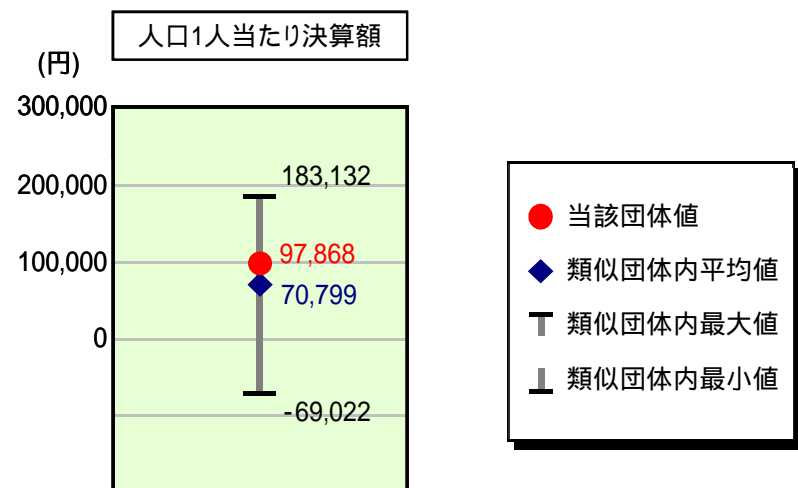 人口1人当たり決算額
(円)
300,000
200,000
183,132
100,000
97,868
70,799
0
-69,022
当該団体値
類似団体内平均値
類似団体内最大値
類似団体内最小値